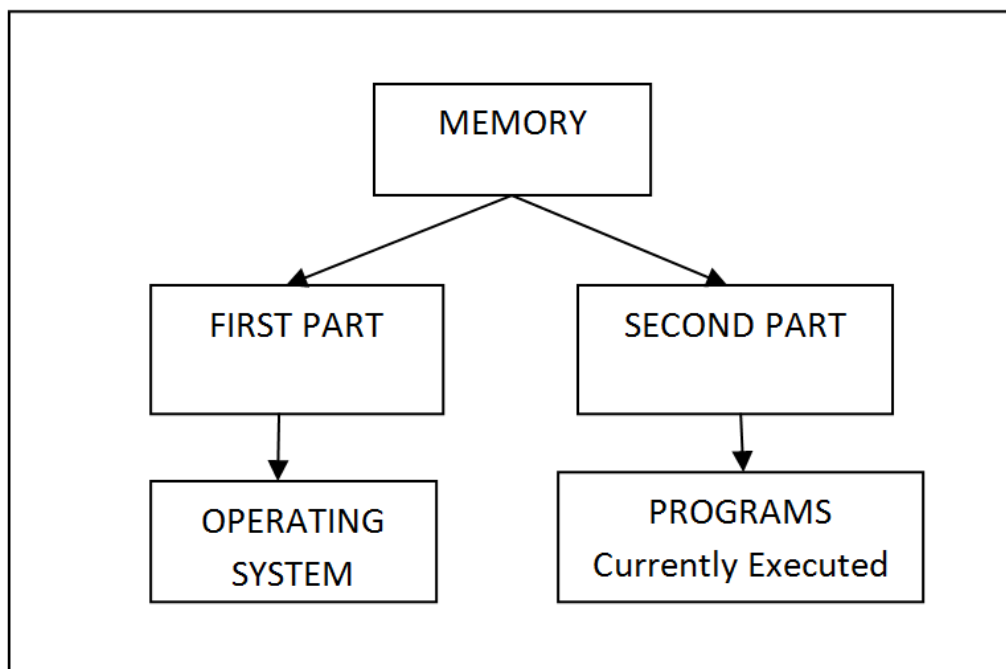 MEMORY
FIRST PART
SECOND PART
OPERATING
SYSTEM
PROGRAMS
Currently Executed